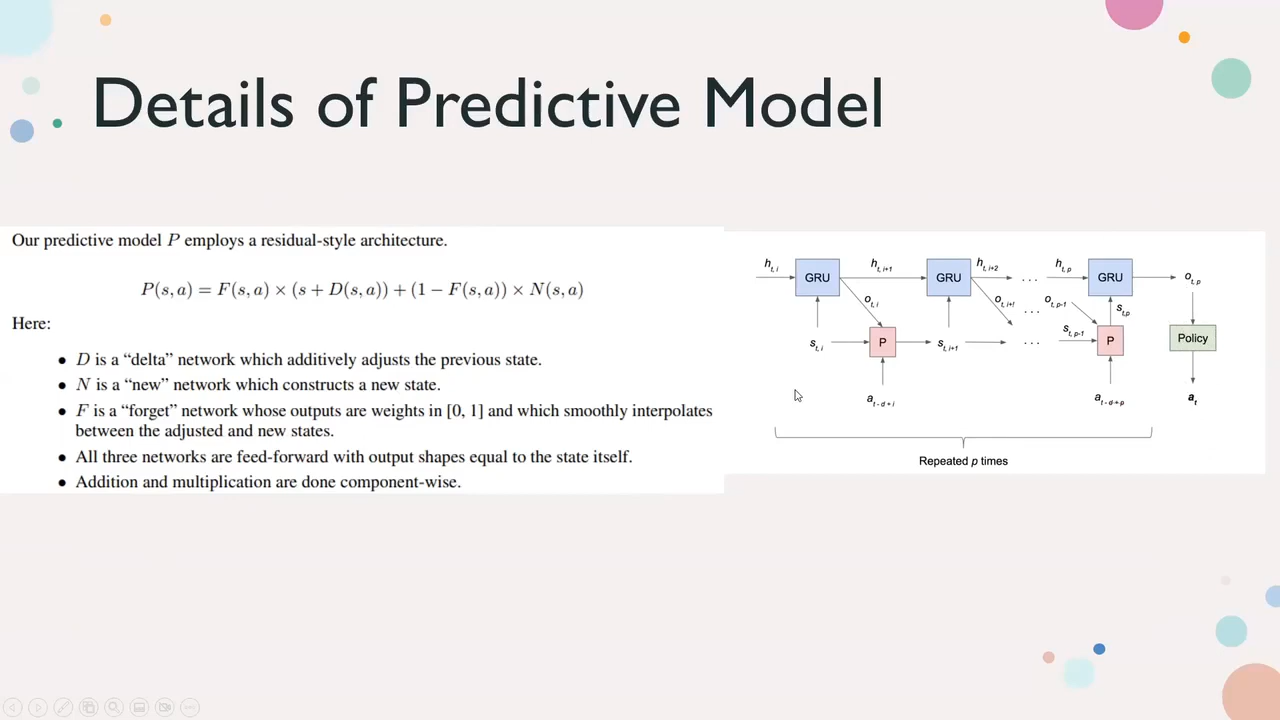 Details of Predictive Model
Our predictive model P employs a residual-style architecture.
P(s, a) = F(s, a) × (s + D(s, a)) + (1 − F(s, a)) × N(s, a)
Here:
• D is a “delta” network which additively adjusts the previous state.
• N is a “new” network which constructs a new state.
• F is a “forget” network whose outputs are weights in [0, 1] and which smoothly interpolates
between the adjusted and new states.
• All three networks are feed-forward with output shapes equal to the state itself.
• Addition and multiplication are done component-wise.
h_{t, i} GRU h_{t, i+1} GRU h_{t, i+2} . . . h_{t, p} GRU o_{t, p}
o_{t, i} o_{t, i+1} . . . o_{t, p-1} s_{t, p}
s_{t, i} P s_{t, i+1} . . . s_{t, p-1} P Policy
a_{t - d + i} a_{t - d + p} a_t
Repeated p times